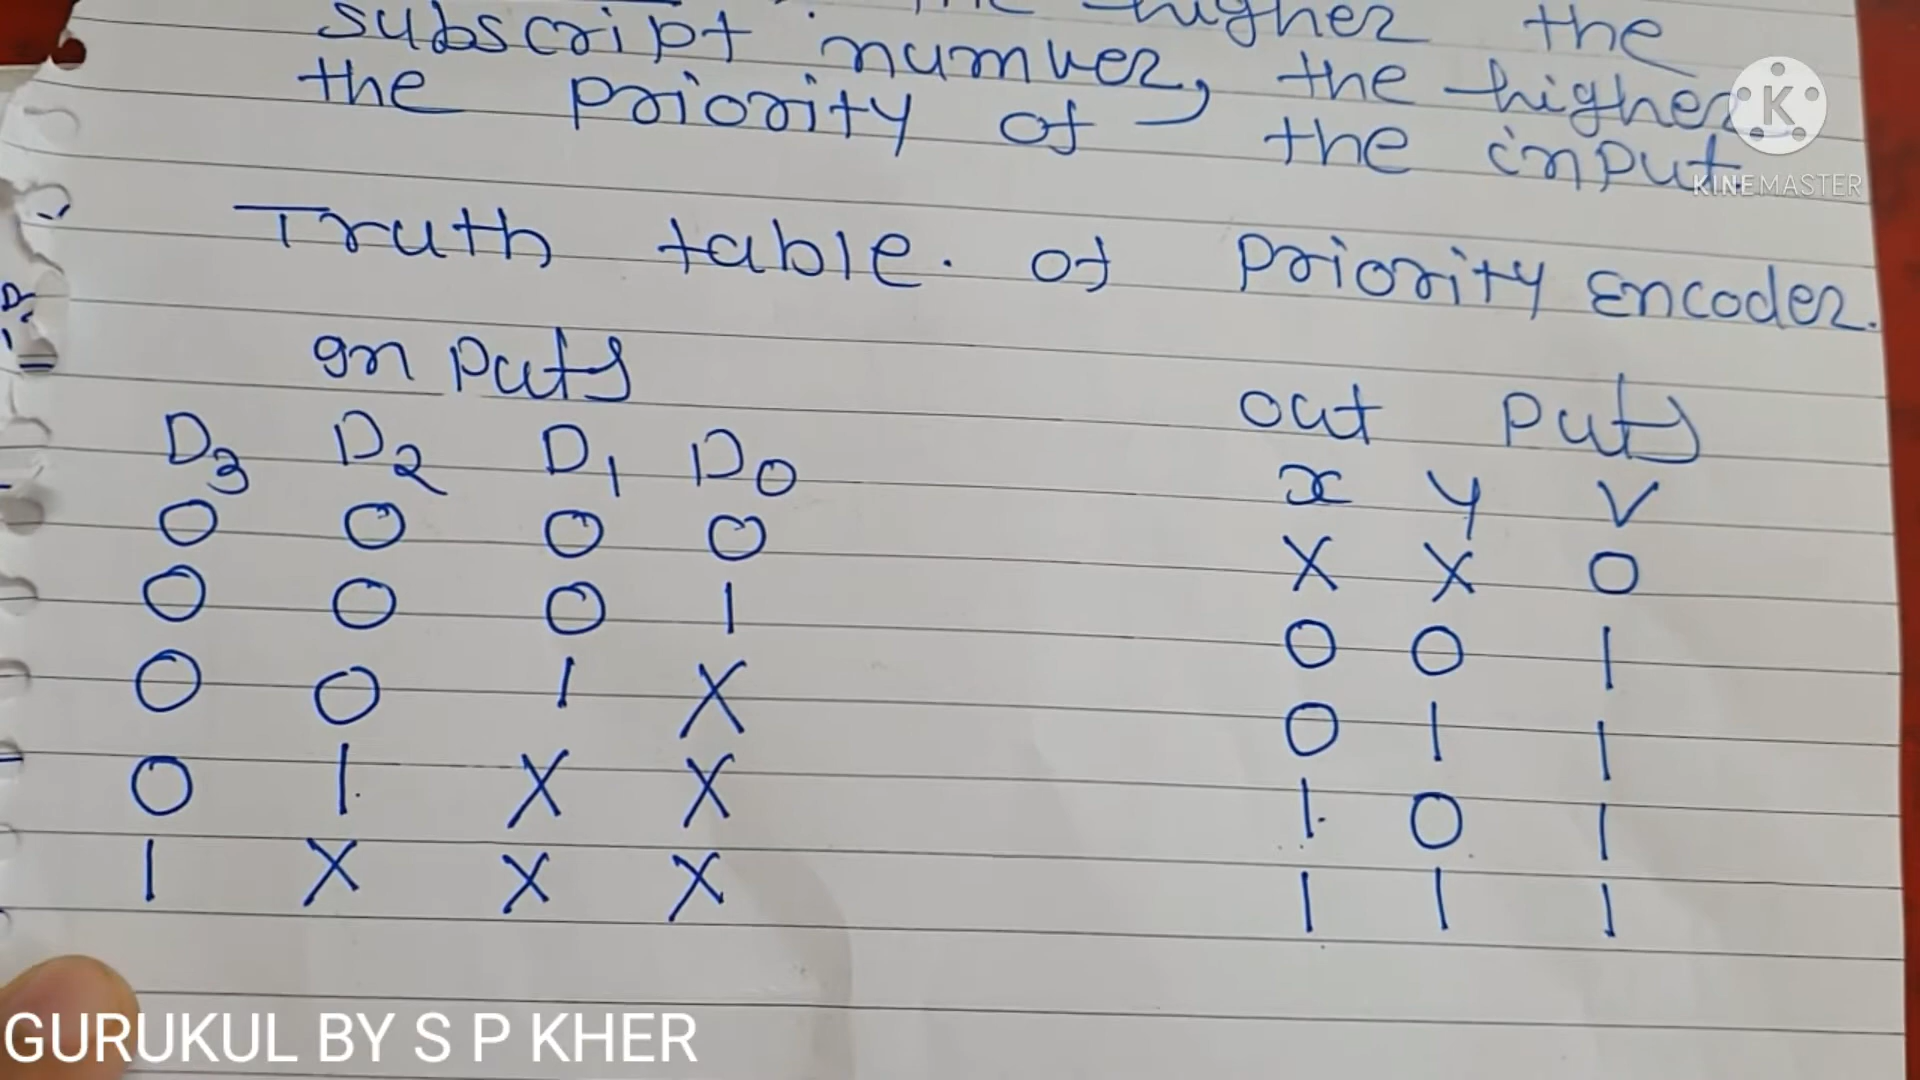 higher the
subscript number, the higher
the priority of the input
Truth table. of Priority Encoder.
Inputs out puts
D3 D2 D1 D0 x y V
0 0 0 0 X X 0
0 0 0 1 0 0 1
0 0 1 X 0 1 1
0 1 X X 1 0 1
1 X X X 1 1 1
KINEMASTER
GURUKUL BY S P KHER